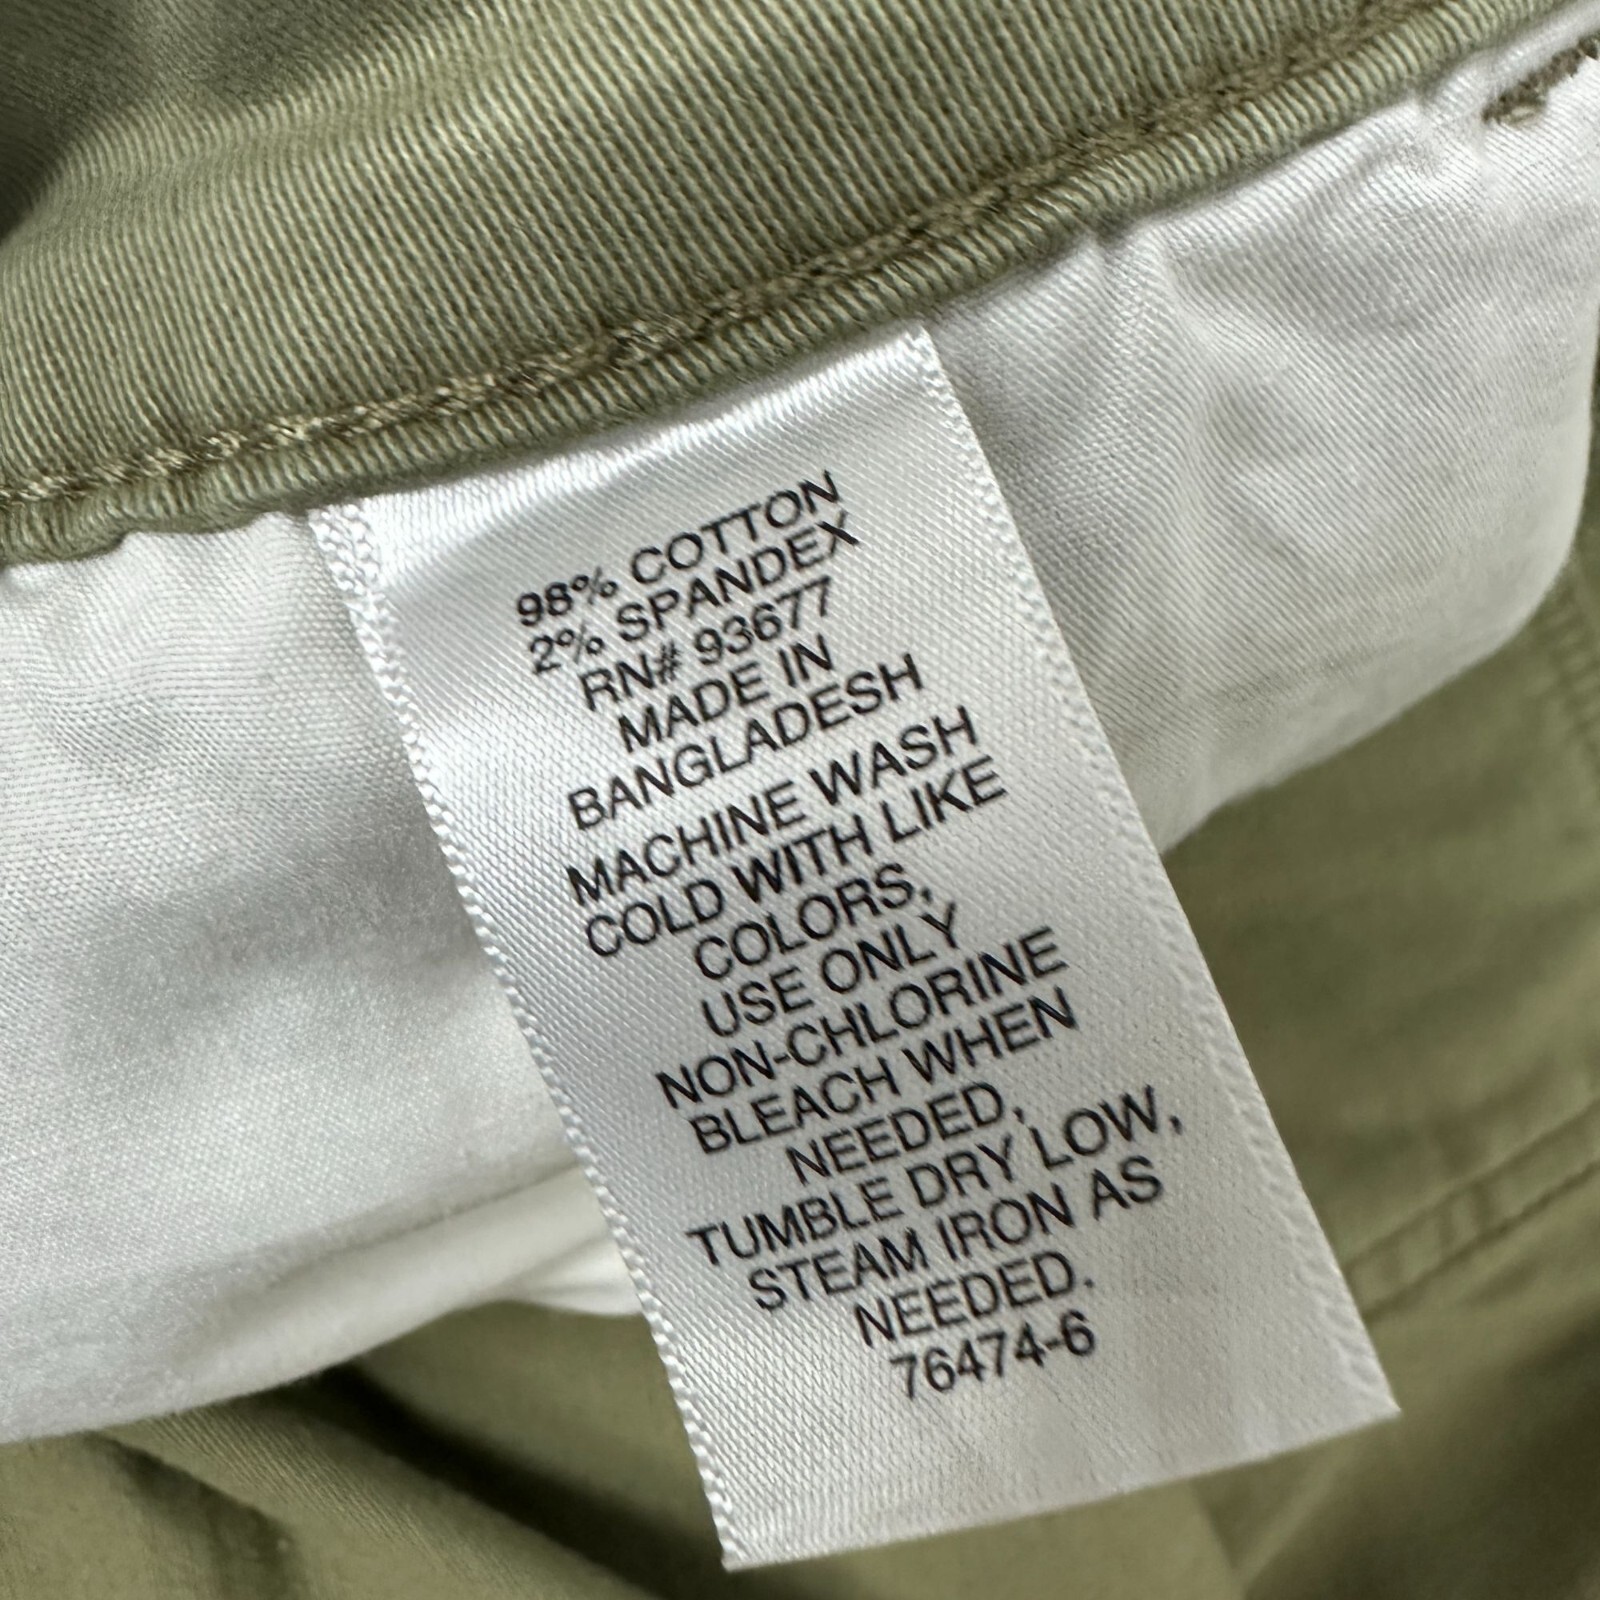 98% COTTON
2% SPANDEX
RN# 93677
MADE IN
BANGLADESH
MACHINE WASH
COLD WITH LIKE
COLORS,
USE ONLY
NON-CHLORINE
BLEACH WHEN
NEEDED,
TUMBLE DRY LOW,
STEAM IRON AS
NEEDED.
76474-6